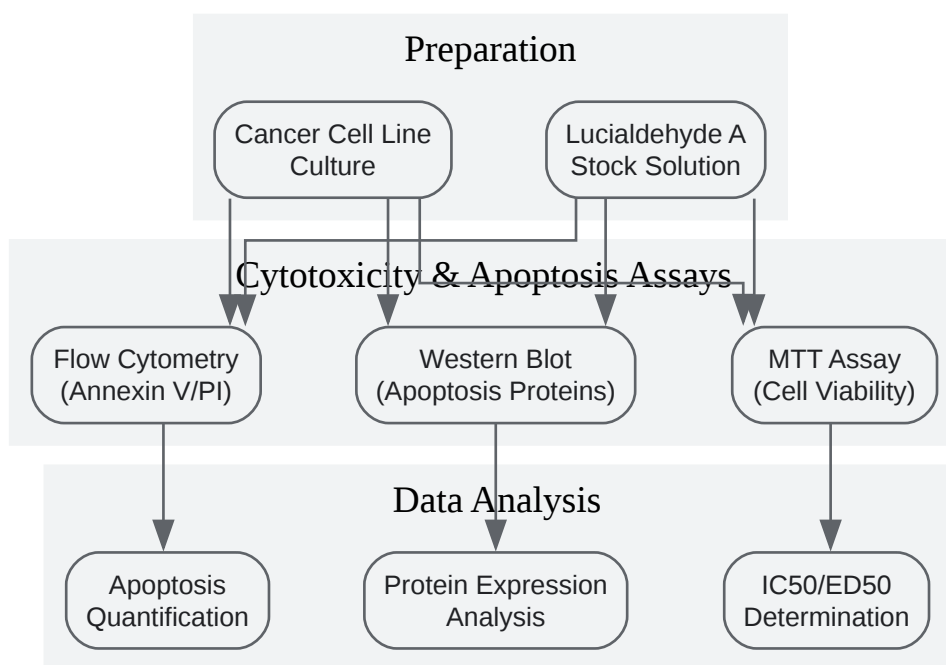 Preparation
Cancer Cell Line
Culture
Lucialdehyde A
Stock Solution
Cytotoxicity & Apoptosis Assays
Flow Cytometry
(Annexin V/PI)
Western Blot
(Apoptosis Proteins)
MTT Assay
(Cell Viability)
Data Analysis
Apoptosis
Quantification
Protein Expression
Analysis
IC50/ED50
Determination